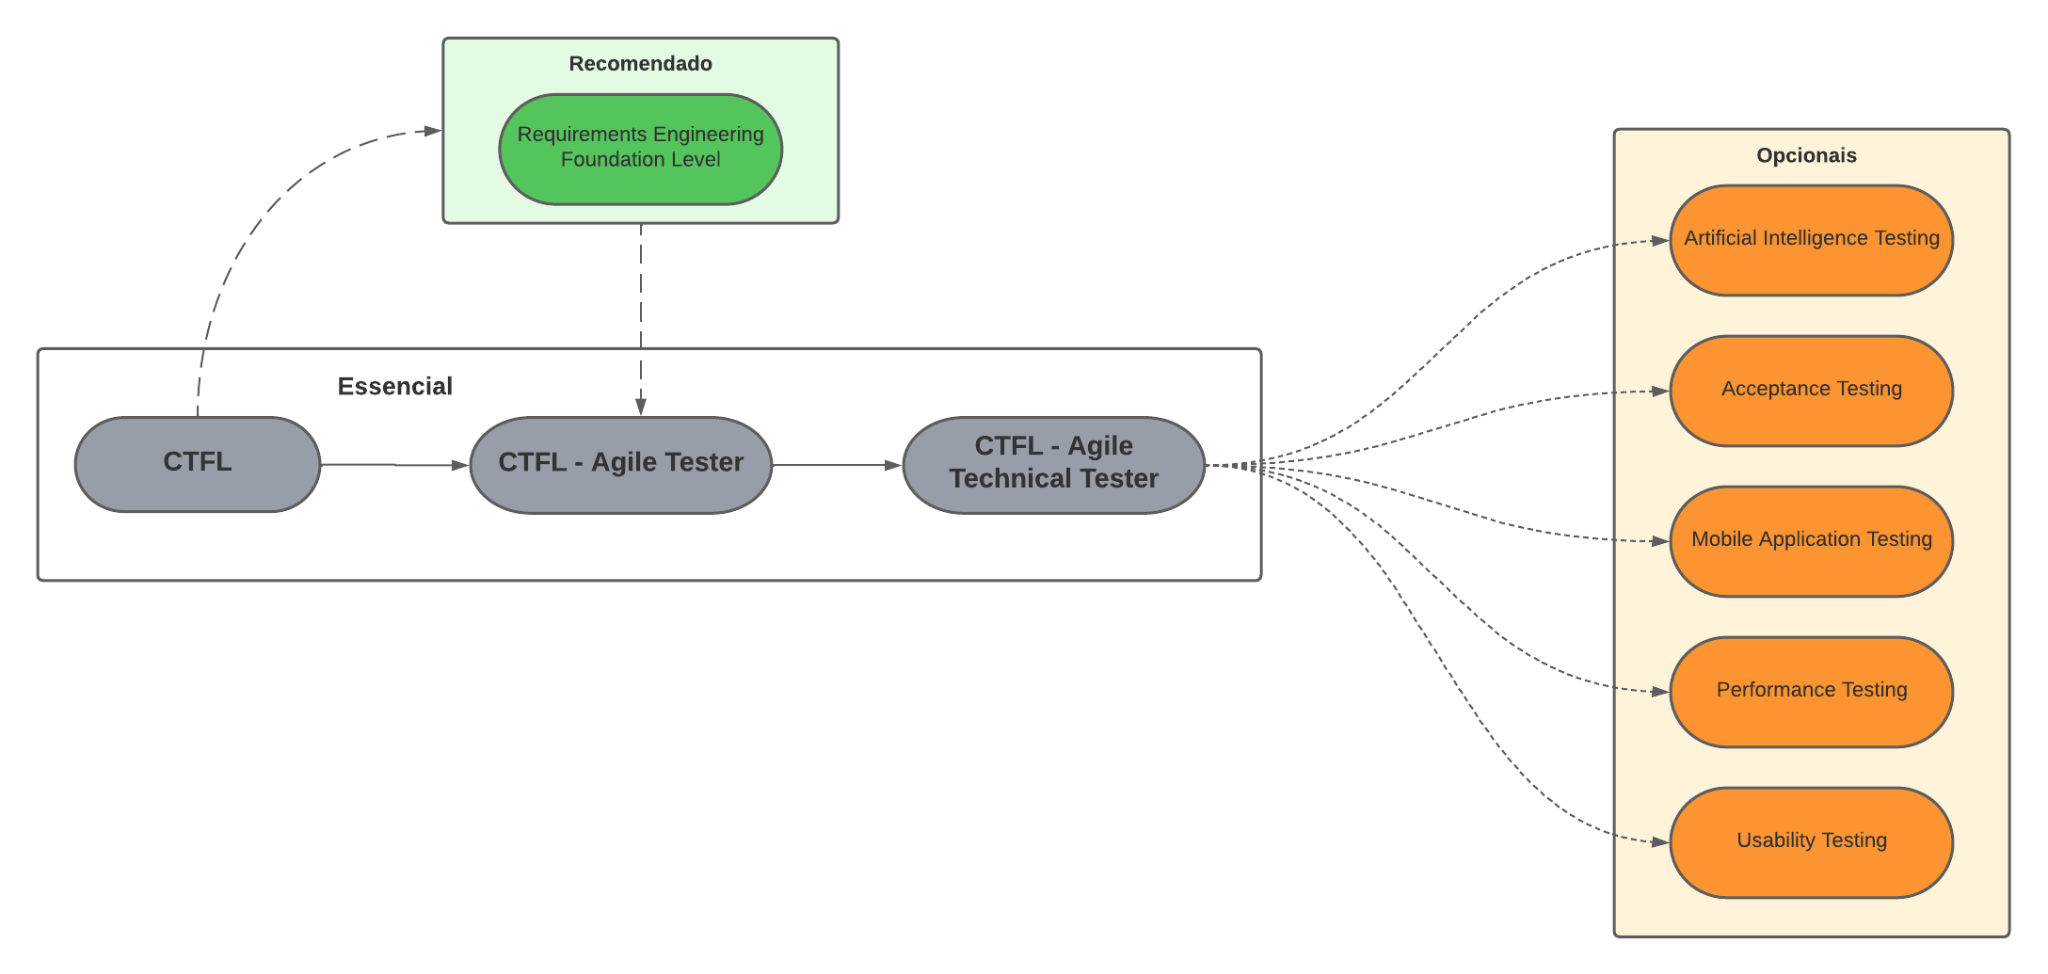 Recomendado
Requirements Engineering
Foundation Level
Essencial
CTFL
CTFL - Agile Tester
CTFL - Agile
Technical Tester
Opcionais
Artificial Intelligence Testing
Acceptance Testing
Mobile Application Testing
Performance Testing
Usability Testing